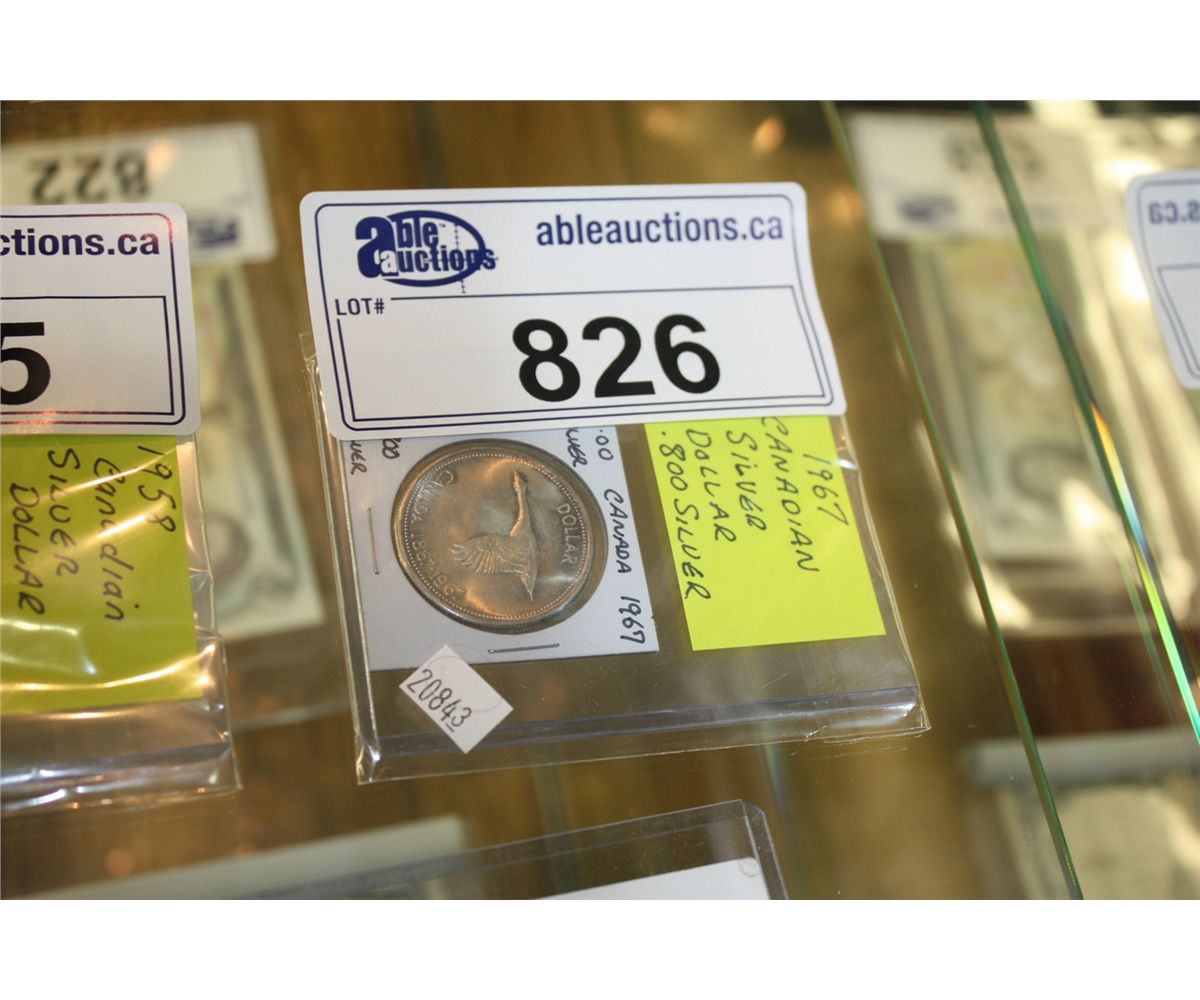 822
ctions.ca
5
1958
Canadian
SILVER
DOLLAR
Able
auctions
ableauctions.ca
LOT#
826
.00 CANADA 1967
CANADA 1867-1967
DOLLAR
1967
CANADIAN
SILVER
DOLLAR
.800 SILVER
20843
s.ca